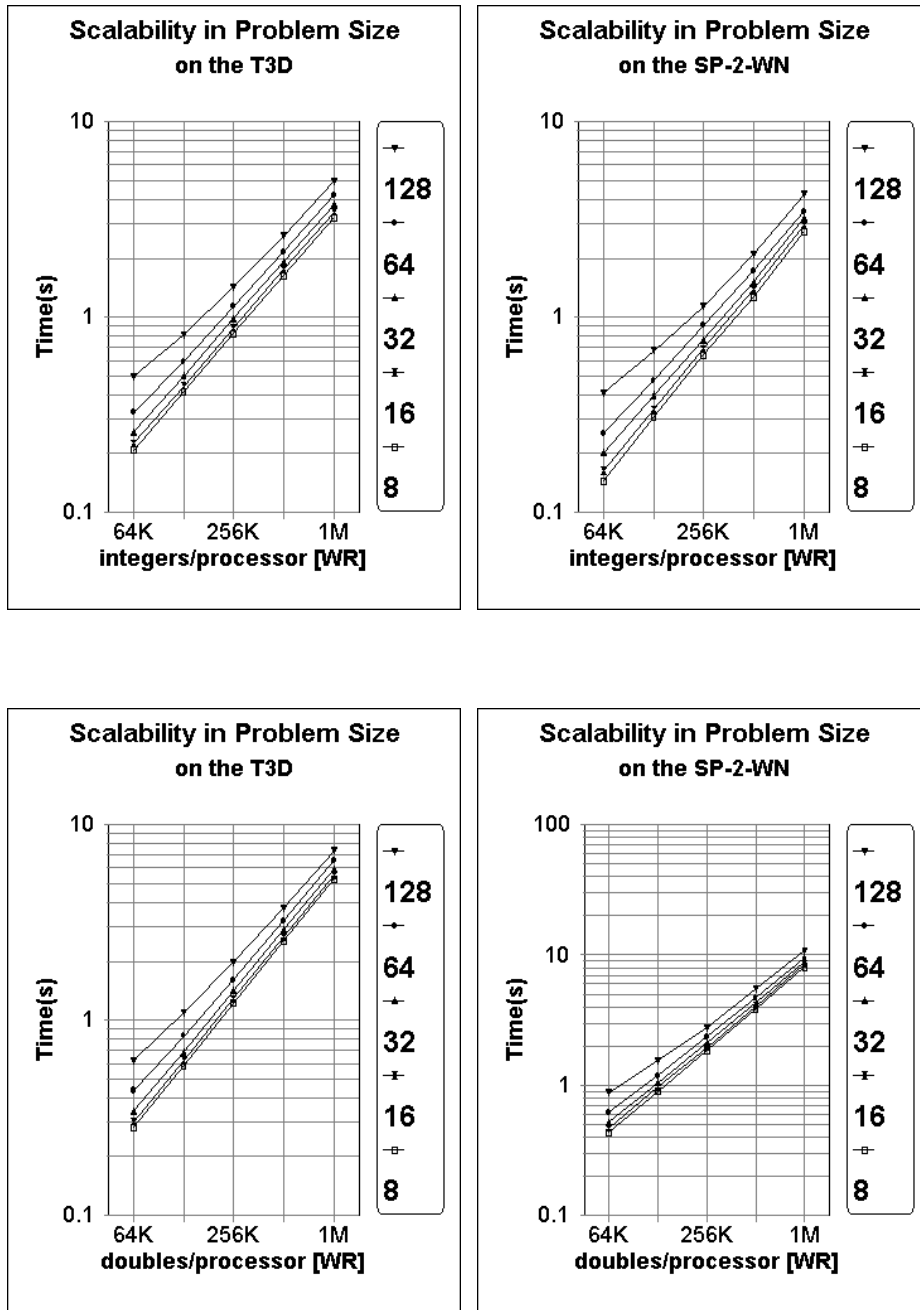 Scalability in Problem Size
on the T3D
10
1
0.1
Time(s)
64K 256K 1M
integers/processor [WR]
128
64
32
16
8
Scalability in Problem Size
on the SP-2-WN
10
1
0.1
Time(s)
64K 256K 1M
integers/processor [WR]
128
64
32
16
8
Scalability in Problem Size
on the T3D
10
1
0.1
Time(s)
64K 256K 1M
doubles/processor [WR]
128
64
32
16
8
Scalability in Problem Size
on the SP-2-WN
100
10
1
0.1
Time(s)
64K 256K 1M
doubles/processor [WR]
128
64
32
16
8